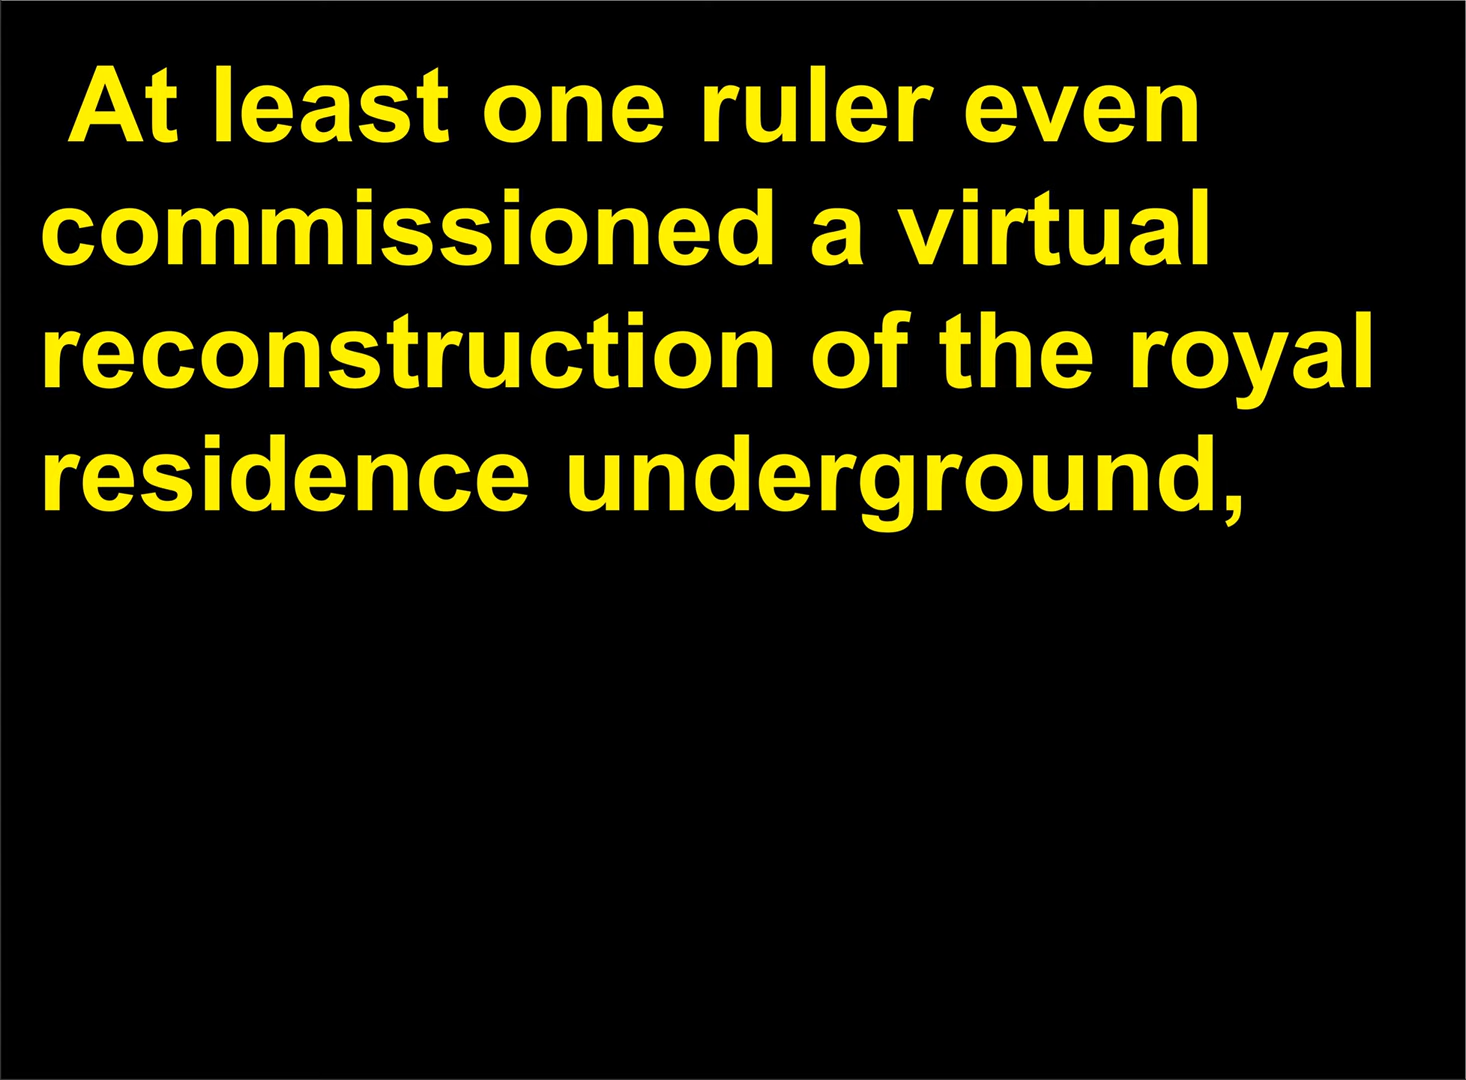 At least one ruler even
commissioned a virtual
reconstruction of the royal
residence underground,